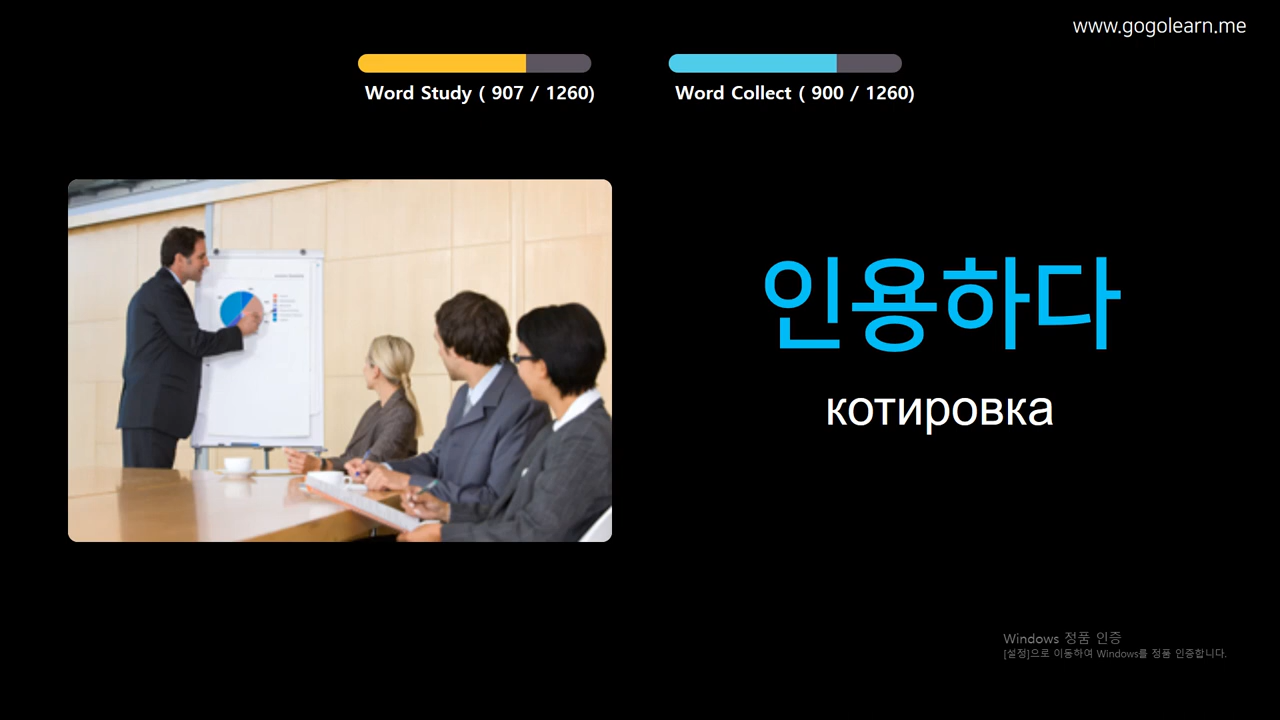 www.gogolearn.me
Word Study ( 907 / 1260)
Word Collect ( 900 / 1260)
인용하다
котировка
Windows 정품 인증
[설정]으로 이동하여 Windows를 정품 인증합니다.